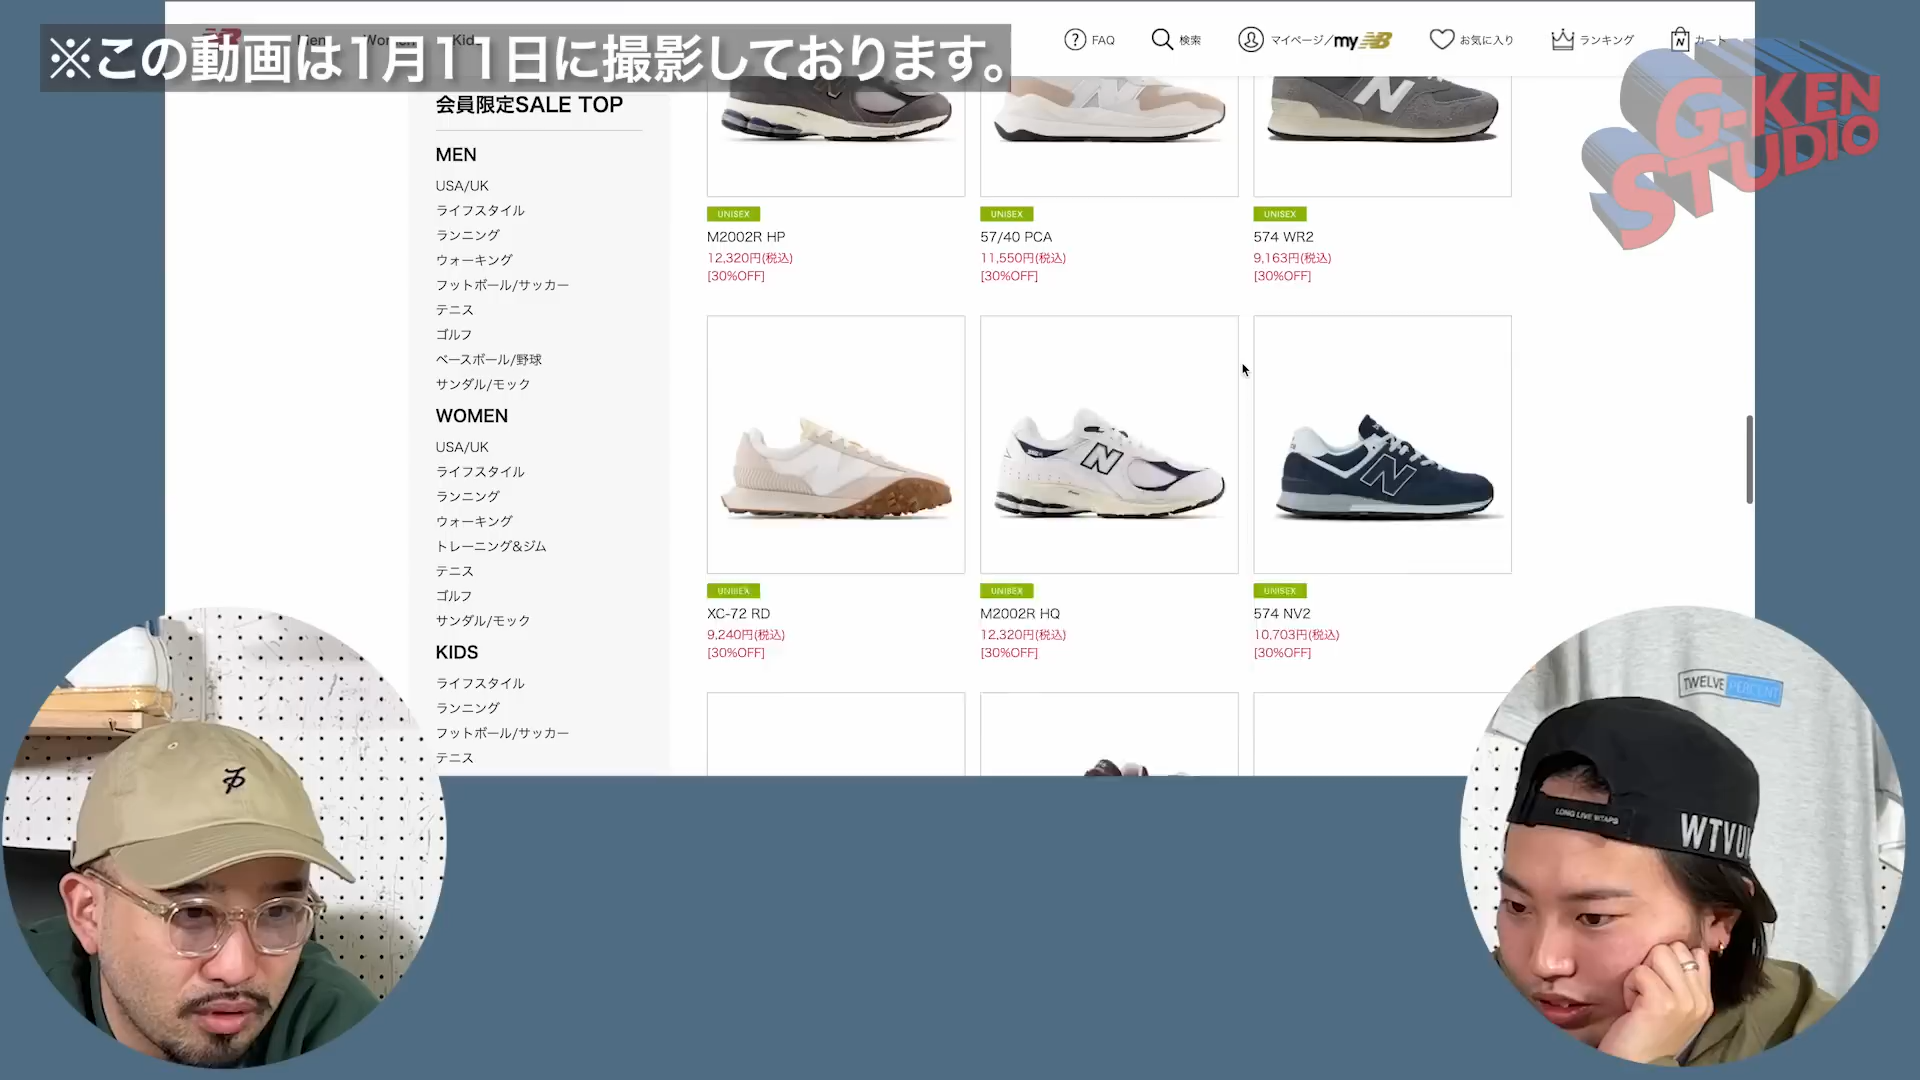 ※この動画は1月11日に撮影しております。
FAQ
検索
マイページ/myNB
お気に入り
ランキング
カート
G-KEN
STUDIO
会員限定SALE TOP
MEN
USA/UK
ライフスタイル
ランニング
ウォーキング
フットボール/サッカー
テニス
ゴルフ
ベースボール/野球
サンダル/モック
WOMEN
USA/UK
ライフスタイル
ランニング
ウォーキング
トレーニング&ジム
テニス
ゴルフ
サンダル/モック
KIDS
ライフスタイル
ランニング
フットボール/サッカー
テニス
UNISEX
M2002R HP
12,320円(税込)
[30%OFF]
UNISEX
57/40 PCA
11,550円(税込)
[30%OFF]
UNISEX
574 WR2
9,163円(税込)
[30%OFF]
UNISEX
XC-72 RD
9,240円(税込)
[30%OFF]
UNISEX
M2002R HQ
12,320円(税込)
[30%OFF]
UNISEX
574 NV2
10,703円(税込)
[30%OFF]
TWELVE PERCENT
LONG LIVE WTAPS
WTVUA